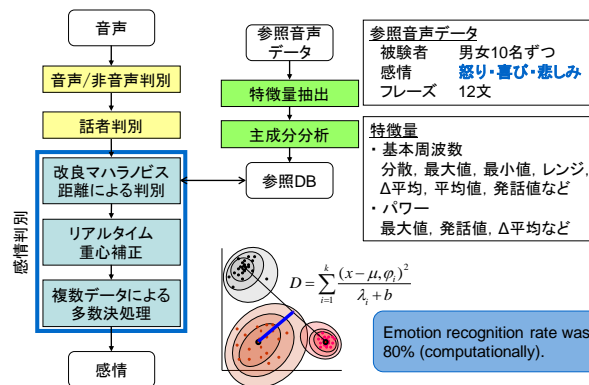 音声
音声/非音声判別
話者判別
感情判別
改良マハラノビス
距離による判別
リアルタイム
重心補正
複数データによる
多数決処理
感情
参照音声
データ
特徴量抽出
主成分分析
参照DB
参照音声データ
被験者 男女10名ずつ
感情 怒り・喜び・悲しみ
フレーズ 12文
特徴量
・ 基本周波数
分散, 最大値, 最小値, レンジ,
Δ平均, 平均値, 発話値など
・ パワー
最大値, 発話値, Δ平均など
D = \sum_{i=1}^{k} \frac{(x - \mu, \varphi_i)^2}{\lambda_i + b}
Emotion recognition rate was
80% (computationally).